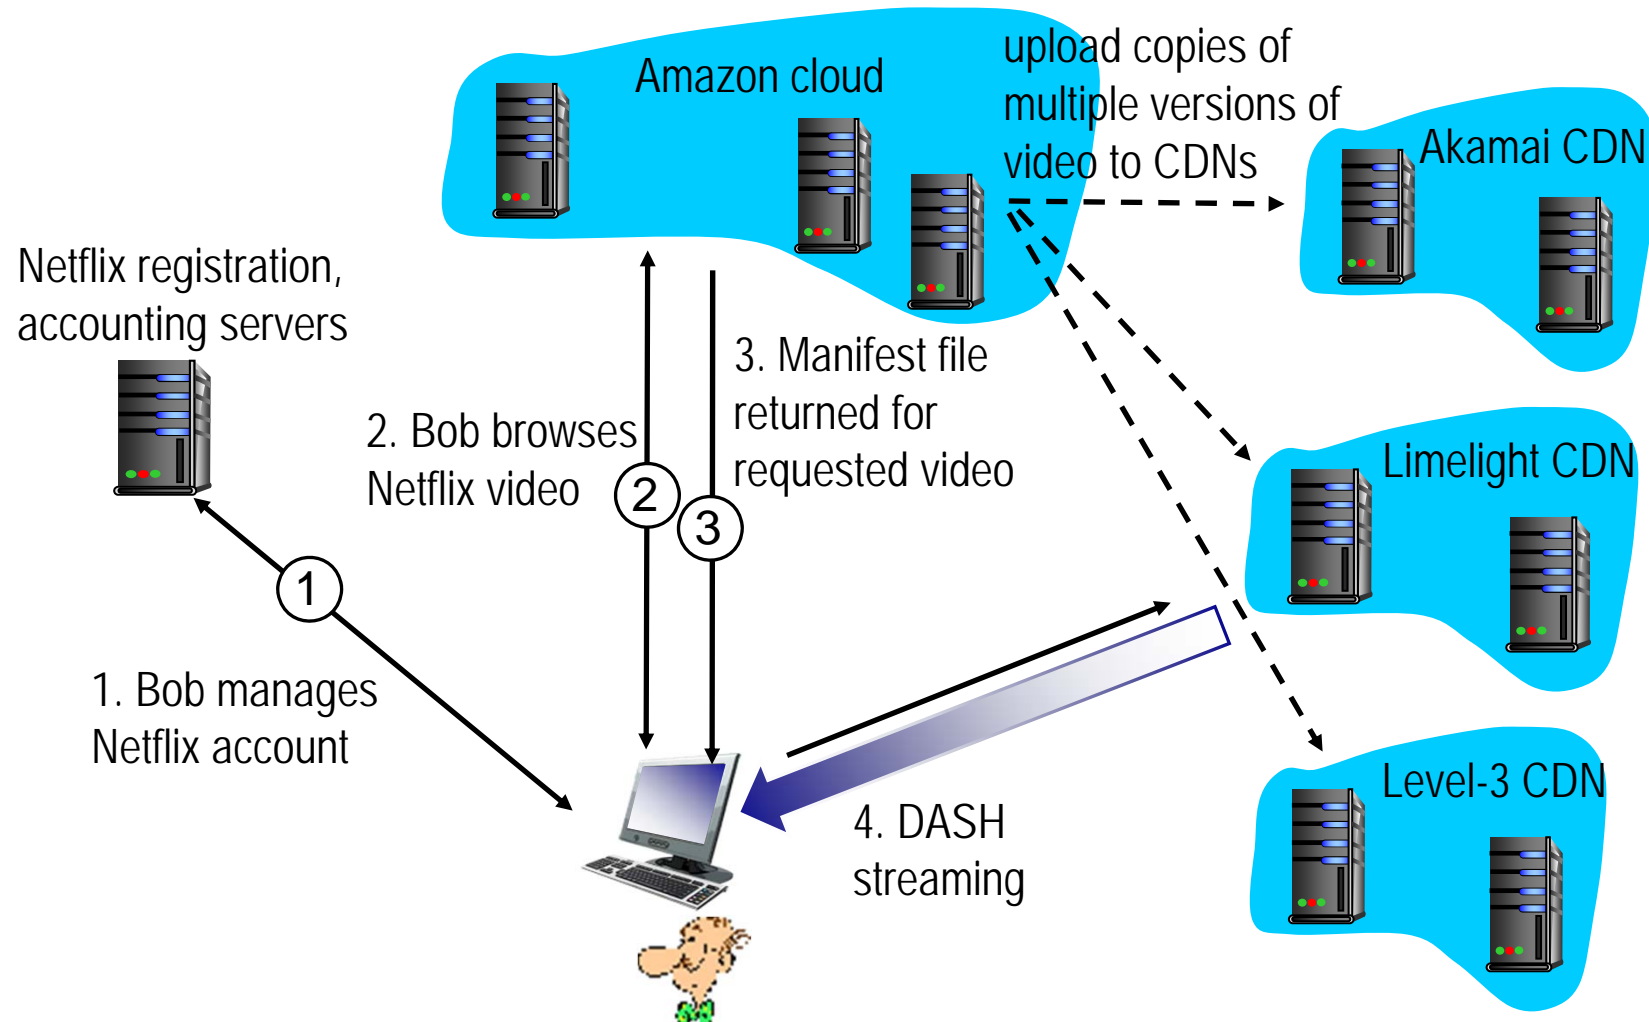 Amazon cloud
upload copies of
multiple versions of
video to CDNs
Akamai CDN
Netflix registration,
accounting servers
3. Manifest file
returned for
requested video
2. Bob browses
Netflix video
2
3
Limelight CDN
1
1. Bob manages
Netflix account
Level-3 CDN
4. DASH
streaming